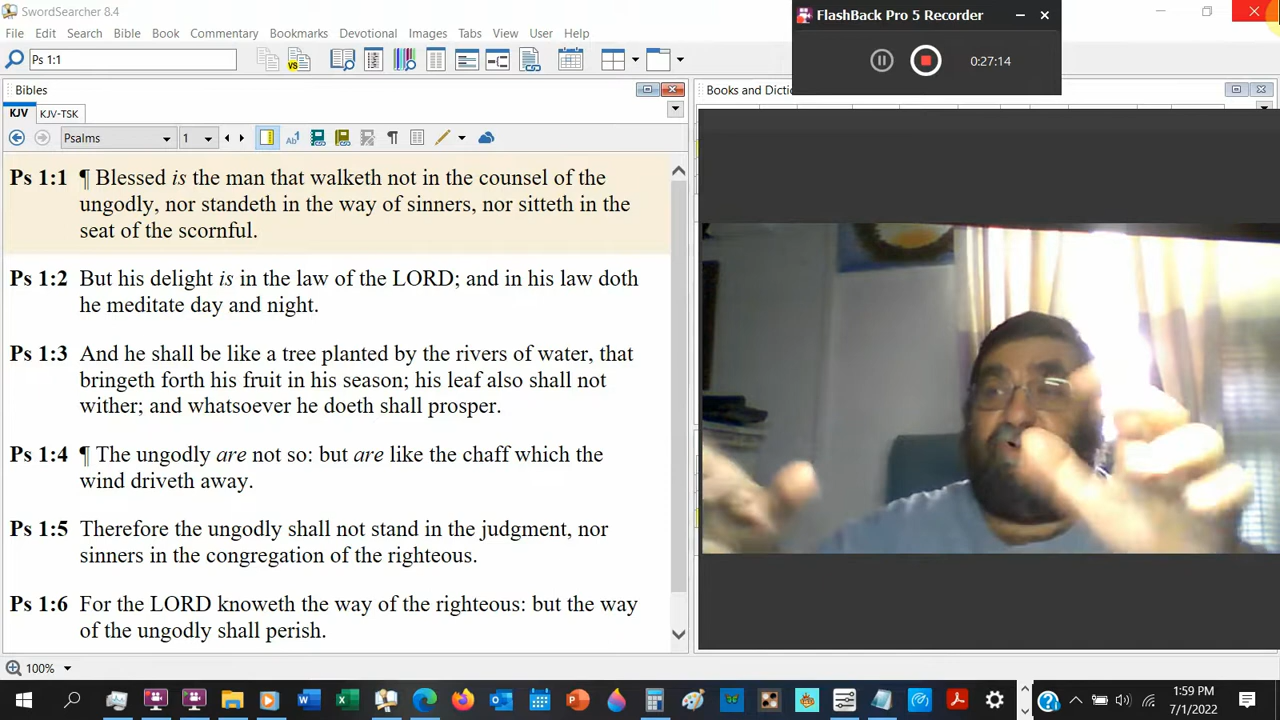 SwordSearcher 8.4
FlashBack Pro 5 Recorder
File Edit Search Bible Book Commentary Bookmarks Devotional Images Tabs View User Help
Ps 1:1
VS
0:27:14
Bibles
Books and Dictio
KJV KJV-TSK
Psalms 1
Ps 1:1 ¶ Blessed is the man that walketh not in the counsel of the
ungodly, nor standeth in the way of sinners, nor sitteth in the
seat of the scornful.
Ps 1:2 But his delight is in the law of the LORD; and in his law doth
he meditate day and night.
Ps 1:3 And he shall be like a tree planted by the rivers of water, that
bringeth forth his fruit in his season; his leaf also shall not
wither; and whatsoever he doeth shall prosper.
Ps 1:4 ¶ The ungodly are not so: but are like the chaff which the
wind driveth away.
Ps 1:5 Therefore the ungodly shall not stand in the judgment, nor
sinners in the congregation of the righteous.
Ps 1:6 For the LORD knoweth the way of the righteous: but the way
of the ungodly shall perish.
100%
1:59 PM
7/1/2022